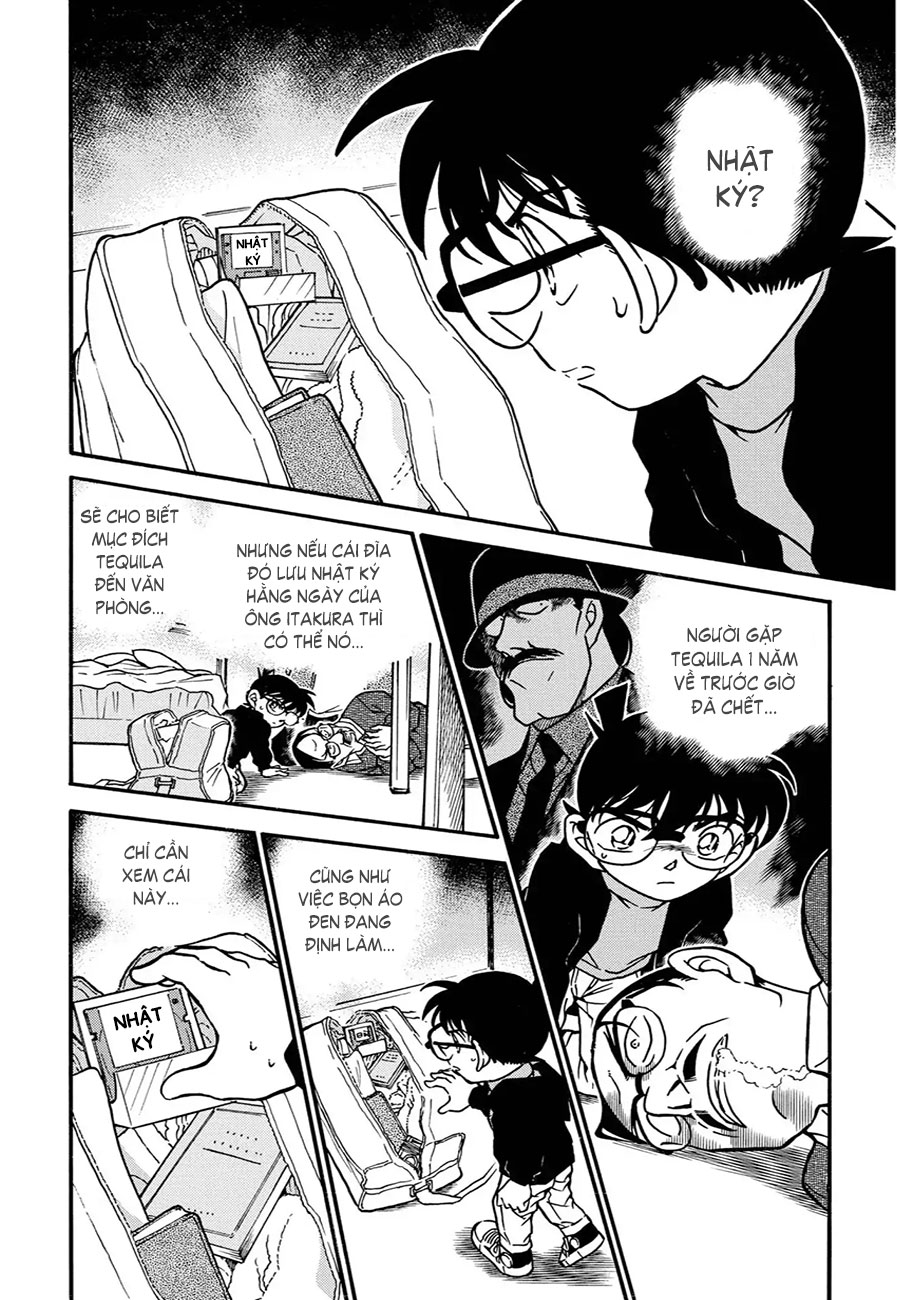 NHẬT
KÝ?
NHẬT
KÝ
NGƯỜI GẶP
TEQUILA 1 NĂM
VỀ TRƯỚC GIỜ
ĐÃ CHẾT...
NHƯNG NẾU CÁI ĐĨA
ĐÓ LƯU NHẬT KÝ
HẰNG NGÀY CỦA
ÔNG ITAKURA THÌ
CÓ THỂ NÓ...
SẼ CHO BIẾT
MỤC ĐÍCH
TEQUILA
ĐẾN VĂN
PHÒNG...
CŨNG NHƯ
VIỆC BỌN ÁO
ĐEN ĐANG
ĐỊNH LÀM...
CHỈ CẦN
XEM CÁI
NÀY...
NHẬT
KÝ